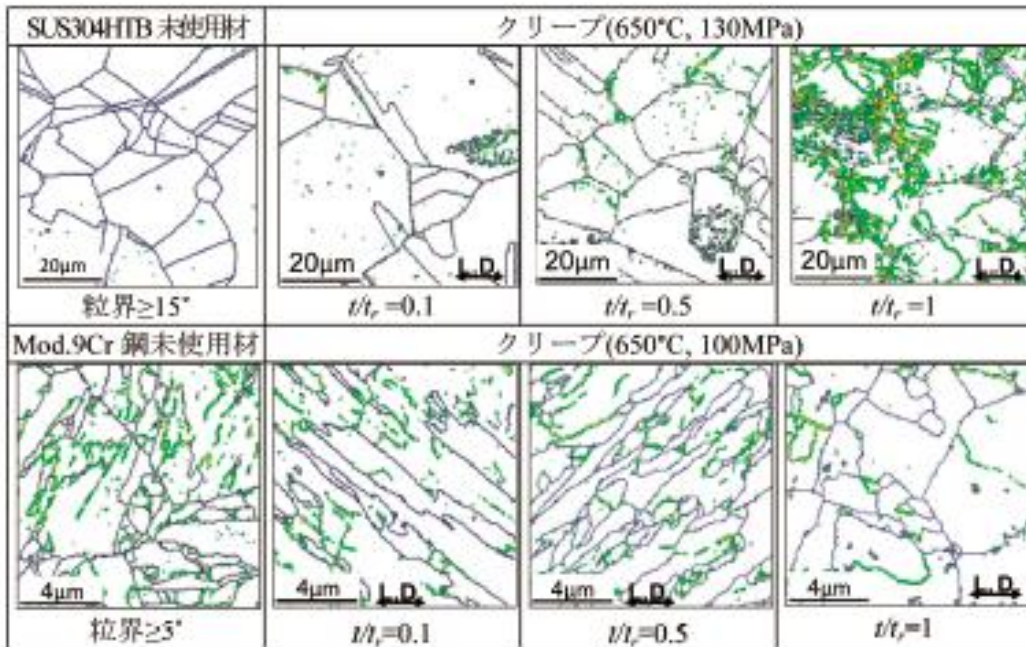 SUS304HTB 未使用材
クリープ(650°C, 130MPa)
20μm
20μm
L.D.
20μm
L.D.
20μm
L.D.
粒界≥15°
t/tr =0.1
t/tr =0.5
t/tr =1
Mod.9Cr 鋼未使用材
クリープ(650°C, 100MPa)
4μm
4μm
L.D.
4μm
L.D.
4μm
L.D.
粒界≥5°
t/tr=0.1
t/tr=0.5
t/tr=1